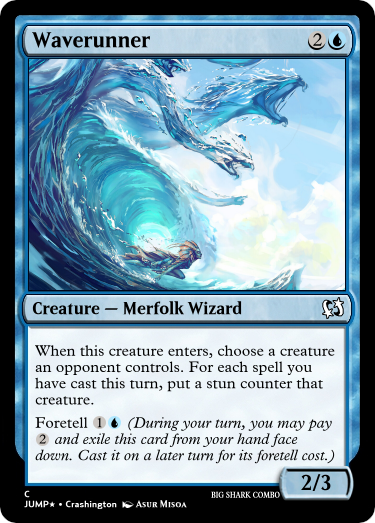 Waverunner 2
Creature — Merfolk Wizard
When this creature enters, choose a creature
an opponent controls. For each spell you
have cast this turn, put a stun counter that
creature.
Foretell 1 (During your turn, you may pay
2 and exile this card from your hand face
down. Cast it on a later turn for its foretell cost.)
2/3
C
JUMP★ • Crashington Asur Misoa
BIG SHARK COMBO